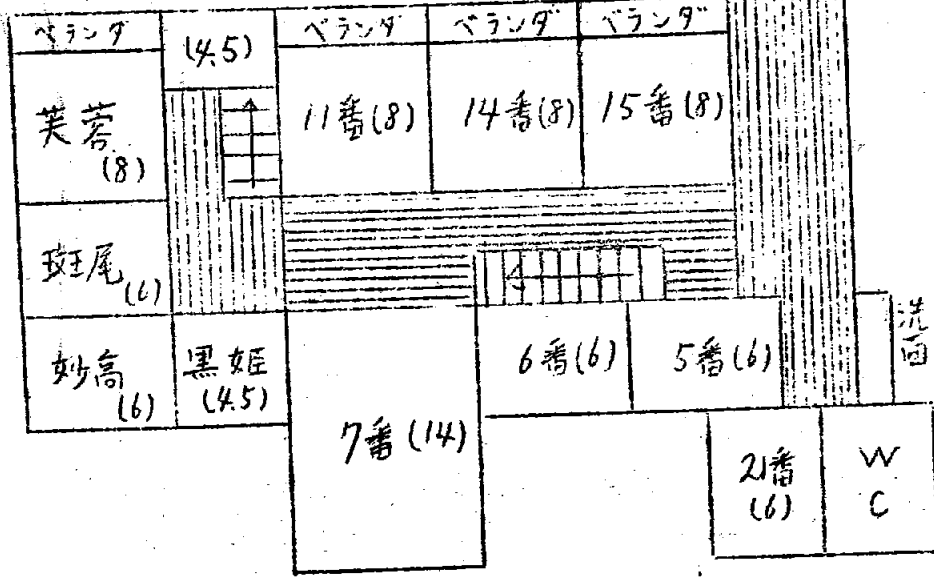 ベランダ
(4.5)
ベランダ
ベランダ
ベランダ
芙蓉
(8)
11番(8)
14番(8)
15番(8)
斑尾
(6)
妙高
(6)
黒姫
(4.5)
7番(14)
6番(6)
5番(6)
洗面
21番
(6)
W
C